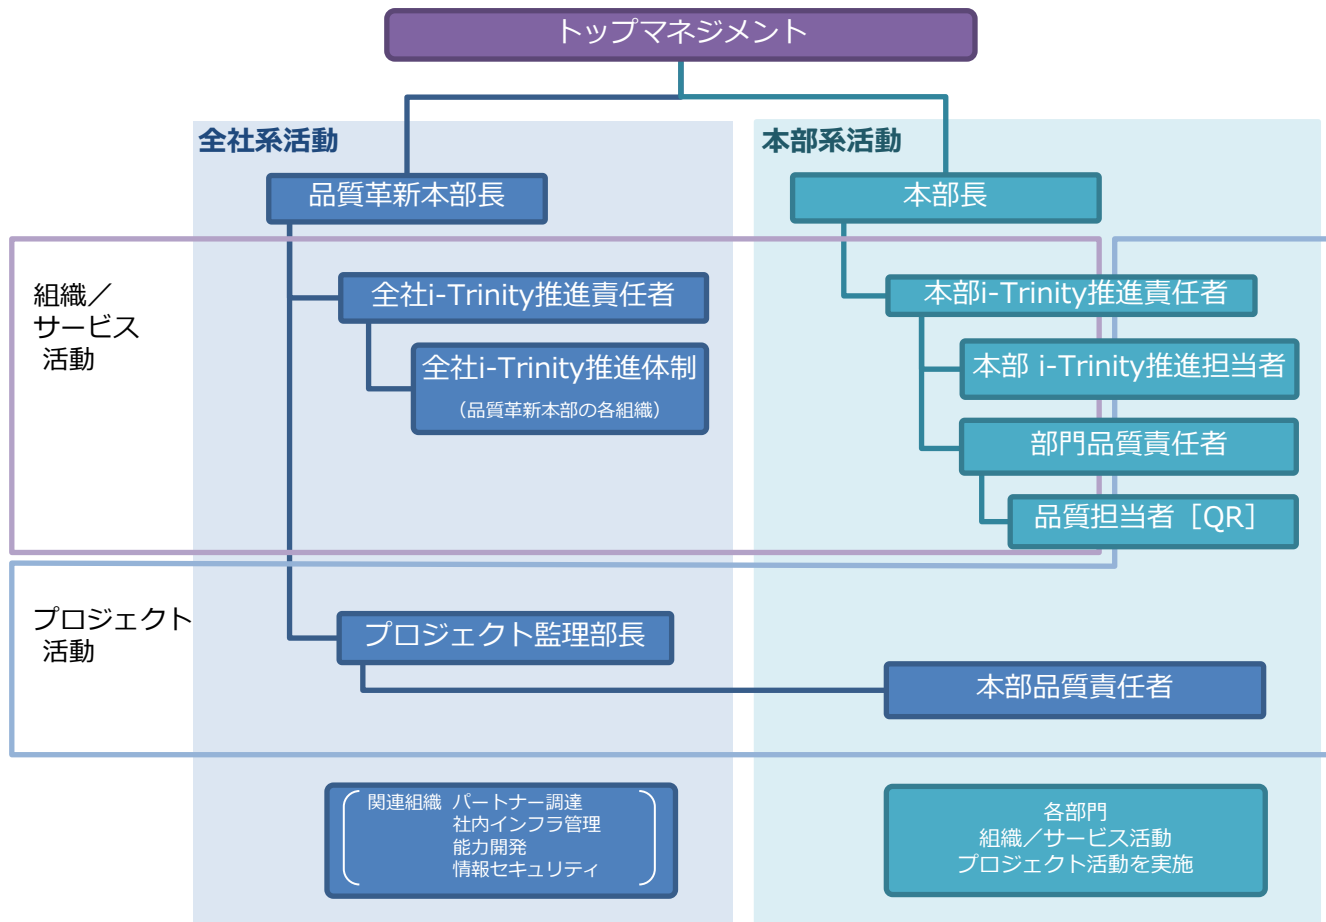 トップマネジメント
全社系活動
本部系活動
品質革新本部長
本部長
組織／
サービス
活動
全社i-Trinity推進責任者
本部i-Trinity推進責任者
全社i-Trinity推進体制
（品質革新本部の各組織）
本部 i-Trinity推進担当者
部門品質責任者
品質担当者［QR］
プロジェクト
活動
プロジェクト監理部長
本部品質責任者
関連組織 パートナー調達
社内インフラ管理
能力開発
情報セキュリティ
各部門
組織／サービス活動
プロジェクト活動を実施